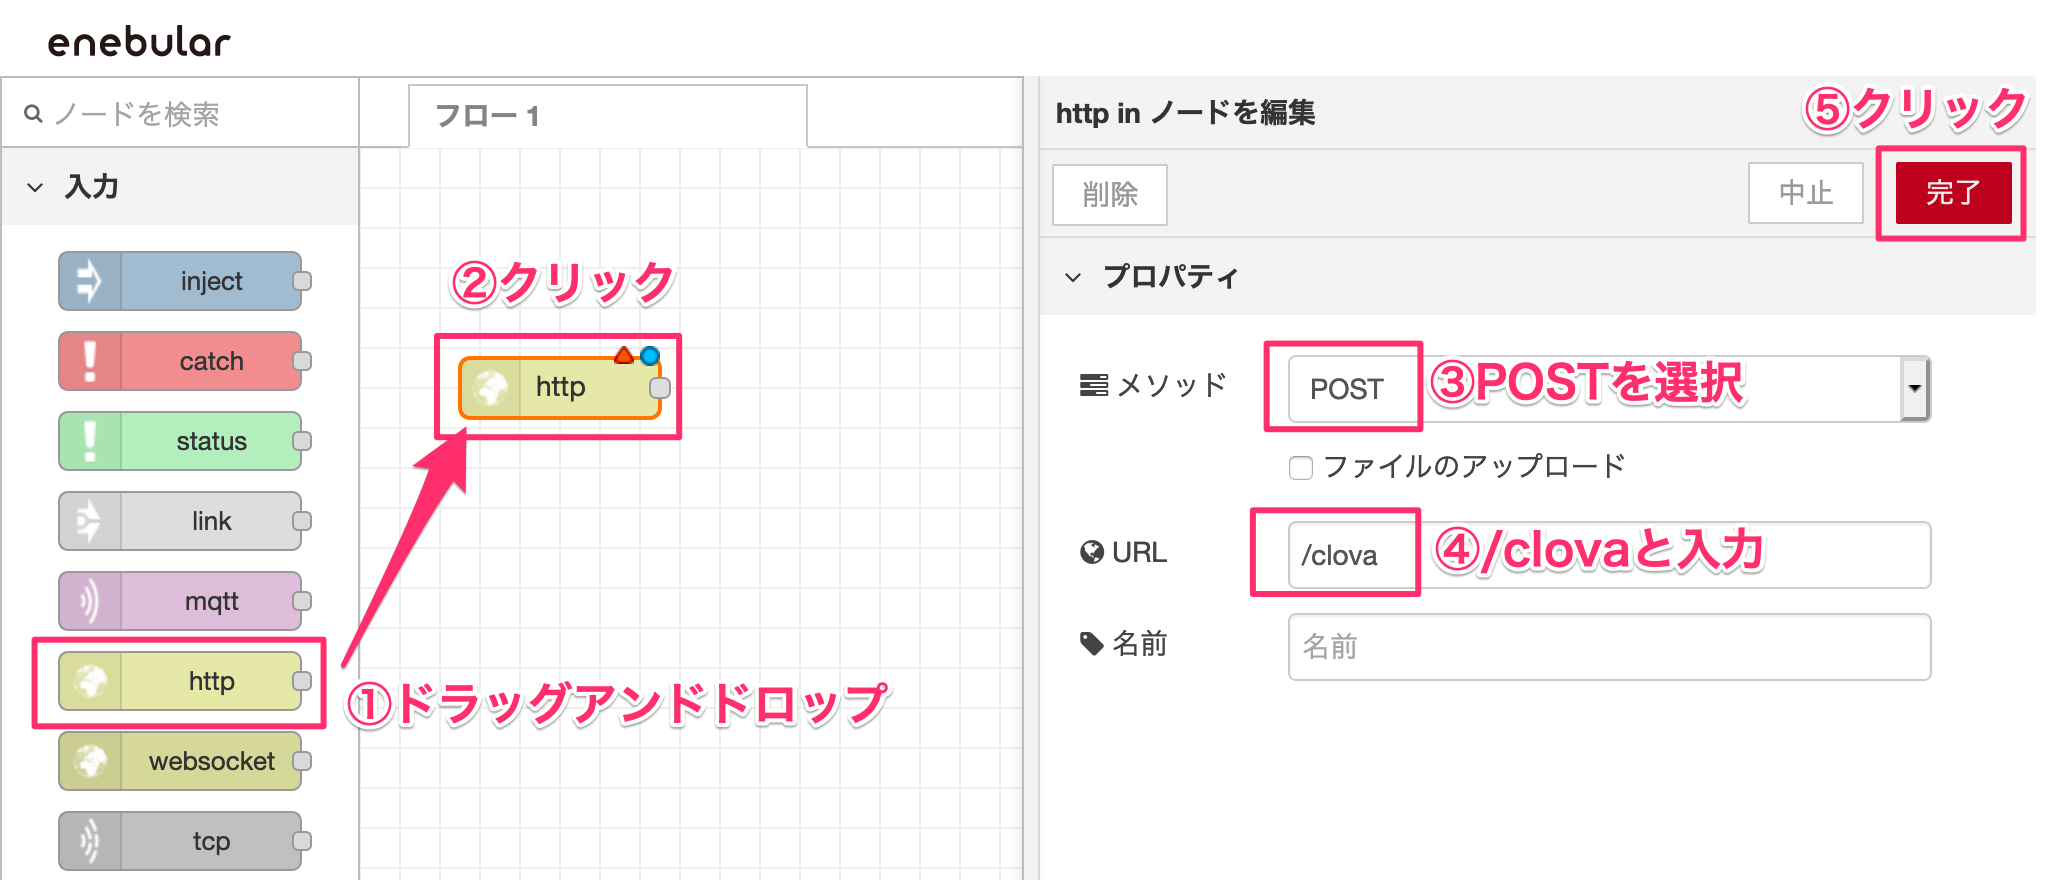 enebular
ノードを検索
フロー 1
入力
inject
catch
status
link
mqtt
http
websocket
tcp
②クリック
http
①ドラッグアンドドロップ
http in ノードを編集
⑤クリック
削除
中止
完了
プロパティ
メソッド
POST
③POSTを選択
ファイルのアップロード
URL
/clova
④/clovaと入力
名前
名前